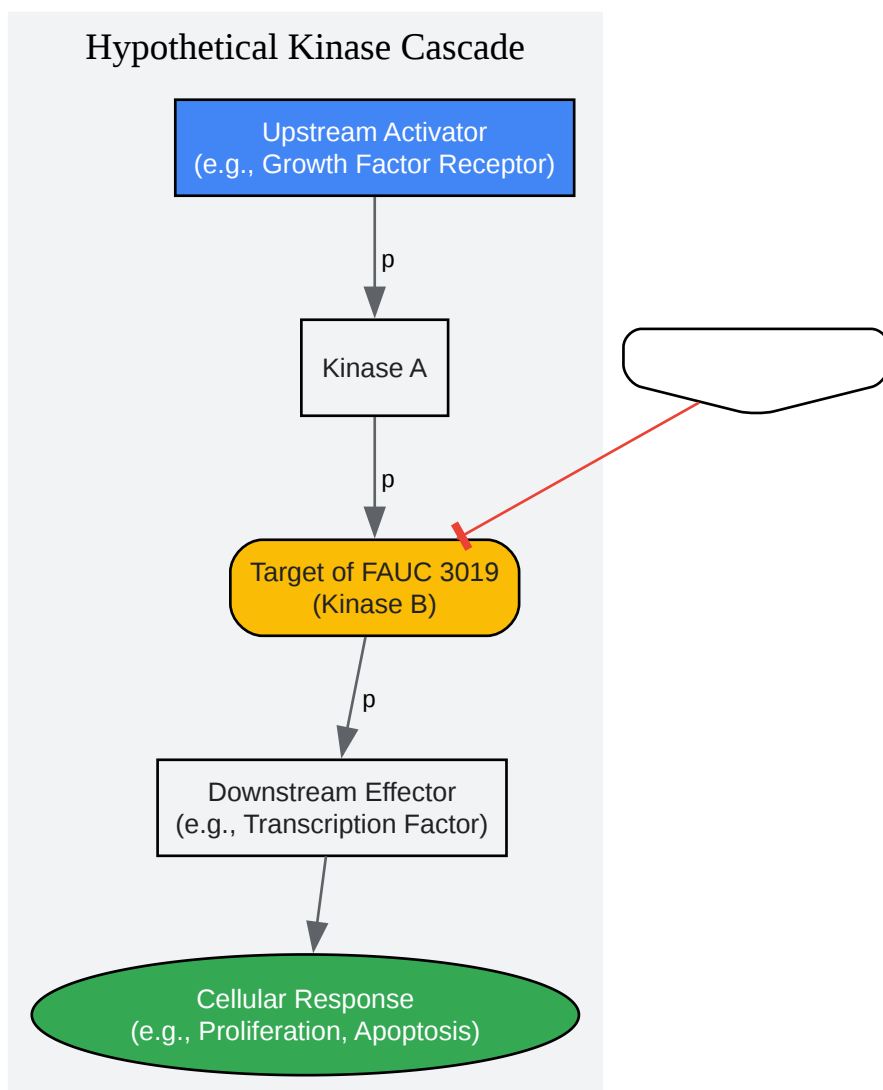 Hypothetical Kinase Cascade
Upstream Activator
(e.g., Growth Factor Receptor)
p
Kinase A
p
Target of FAUC 3019
(Kinase B)
p
Downstream Effector
(e.g., Transcription Factor)
Cellular Response
(e.g., Proliferation, Apoptosis)